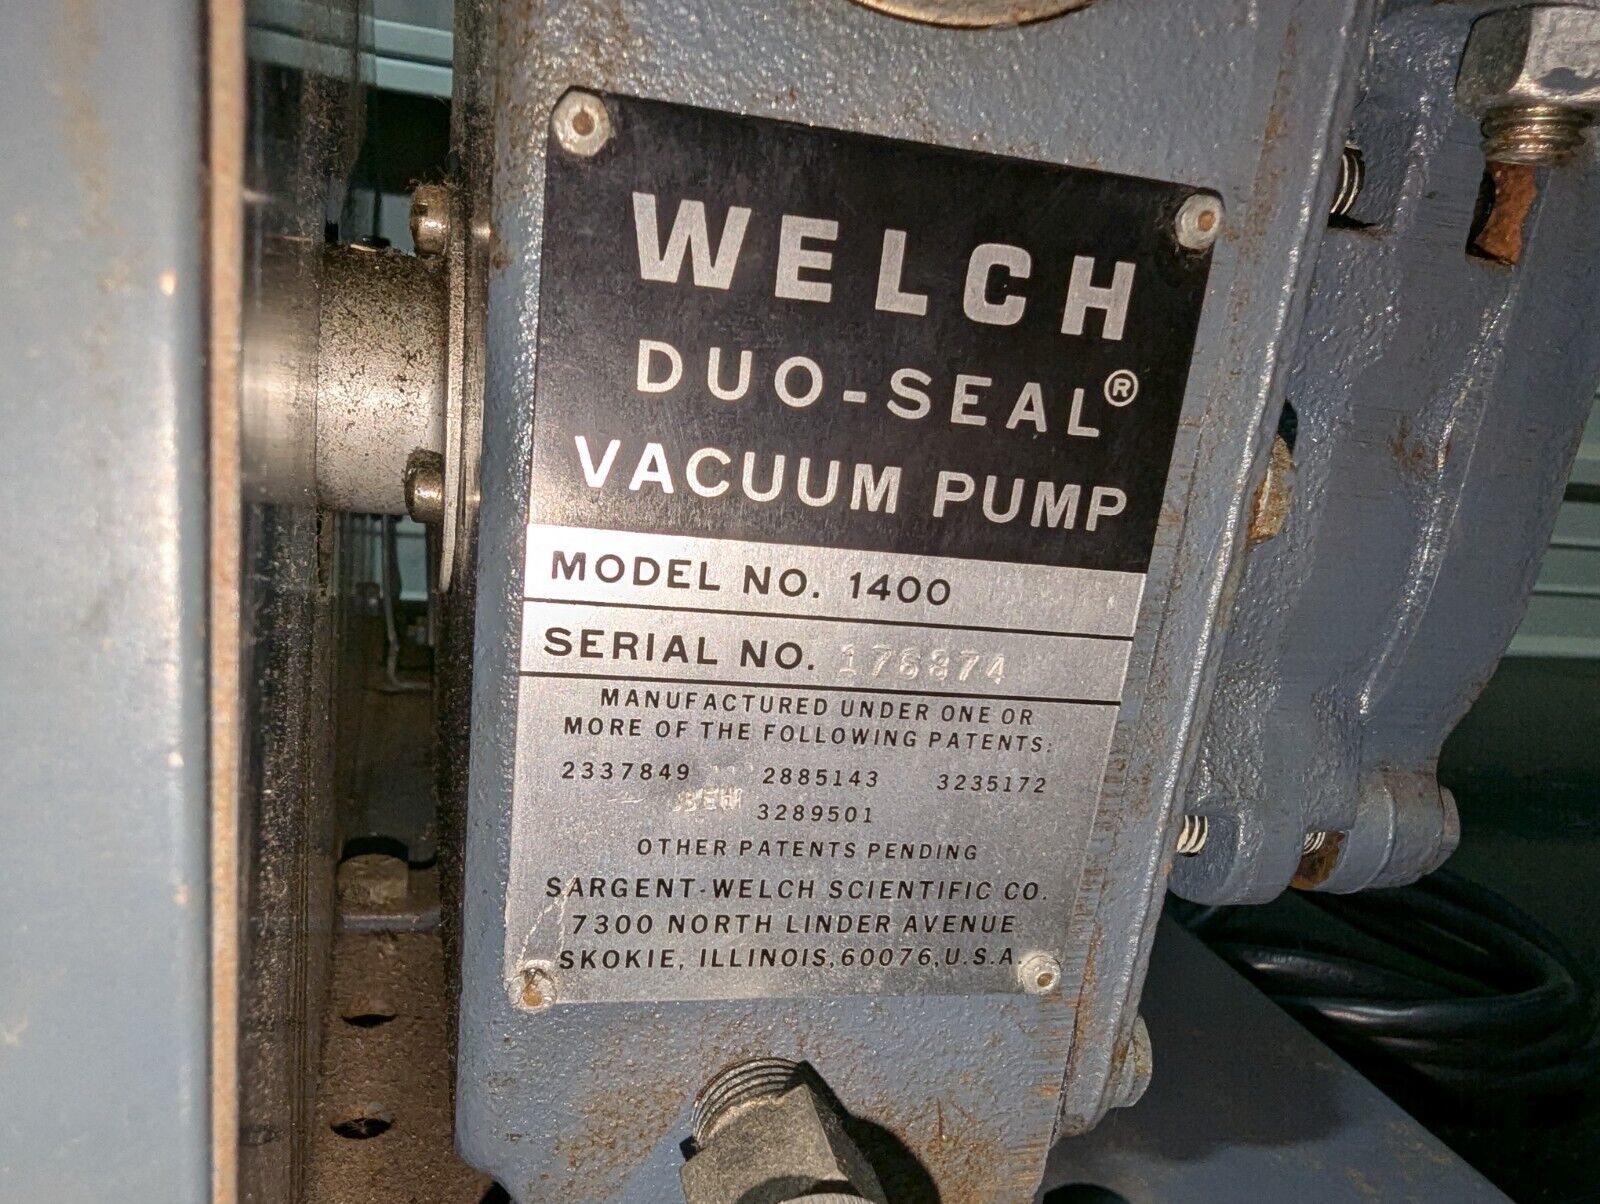 WELCH
DUO-SEAL®
VACUUM PUMP
MODEL NO. 1400
SERIAL NO. 176874
MANUFACTURED UNDER ONE OR
MORE OF THE FOLLOWING PATENTS:
2337849 2885143 3235172
3289501
OTHER PATENTS PENDING
SARGENT-WELCH SCIENTIFIC CO.
7300 NORTH LINDER AVENUE
SKOKIE, ILLINOIS, 60076, U.S.A.